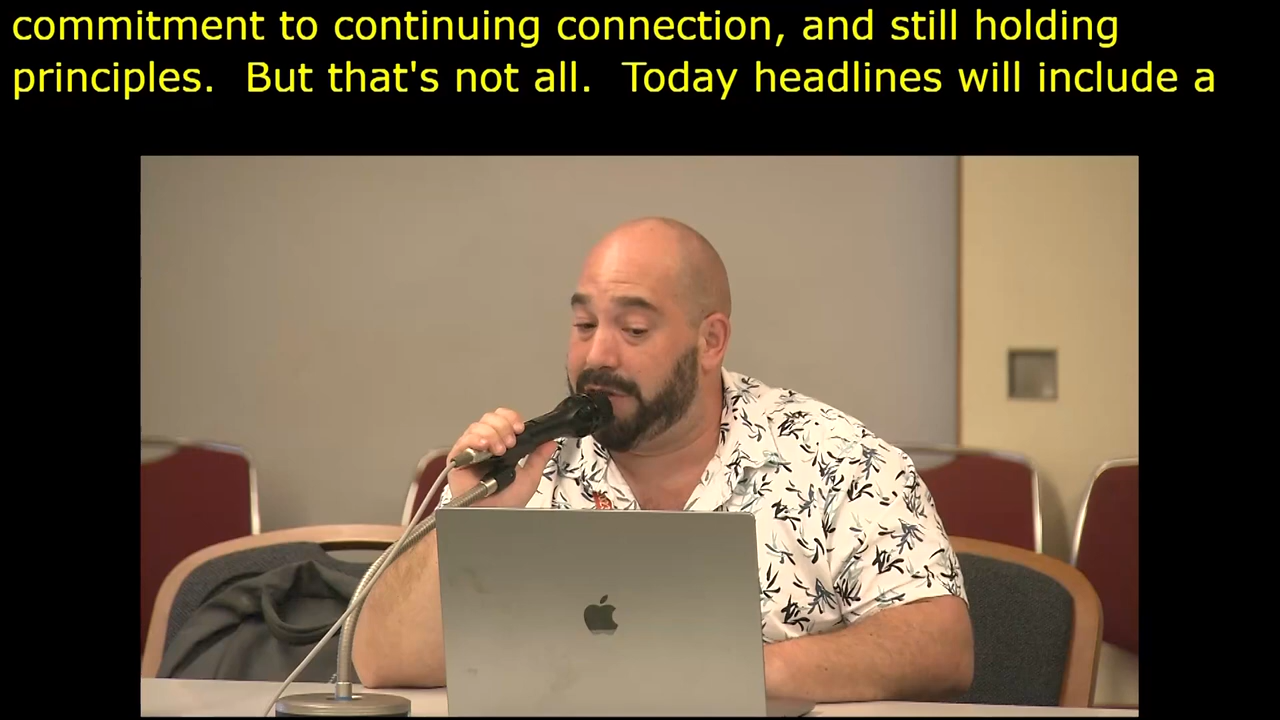 commitment to continuing connection, and still holding
principles.  But that's not all.  Today headlines will include a